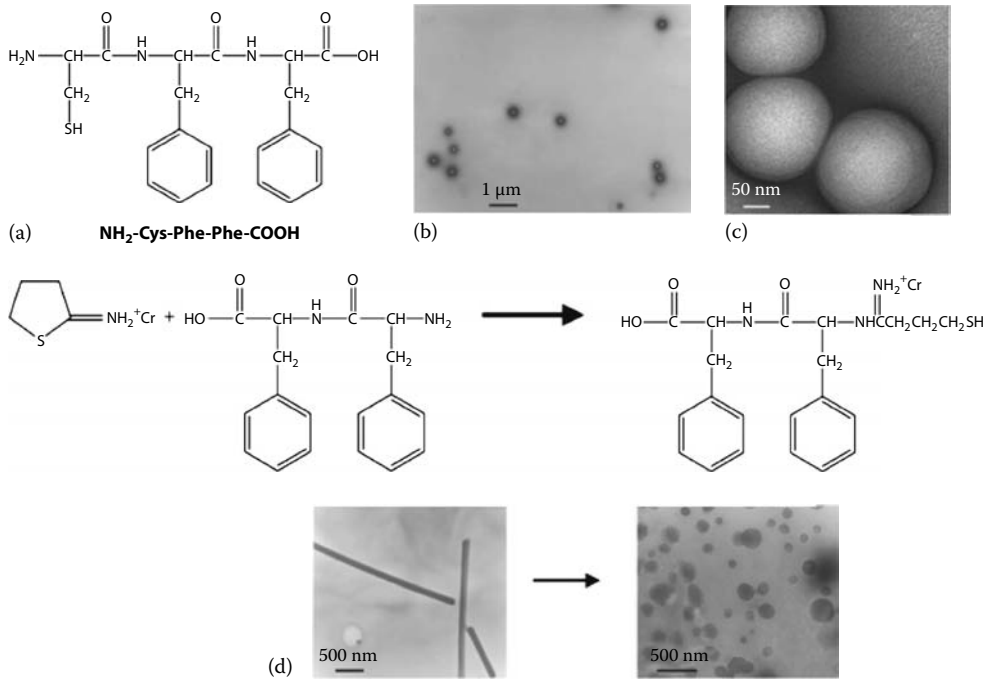 O
H
O
H
O
H₂N
CH
C
N
CH
C
N
CH
C
OH
CH₂
CH₂
CH₂
SH
1 μm
50 nm
(a)
NH₂-Cys-Phe-Phe-COOH
(b)
(c)
O
H
O
NH₂⁺Cr
S
NH₂⁺Cr +
HO
C
CH
N
C
CH
NH₂
CH₂
CH₂
O
H
O
HO
C
CH
N
C
CH
NHCCH₂CH₂CH₂SH
CH₂
CH₂
500 nm
500 nm
(d)